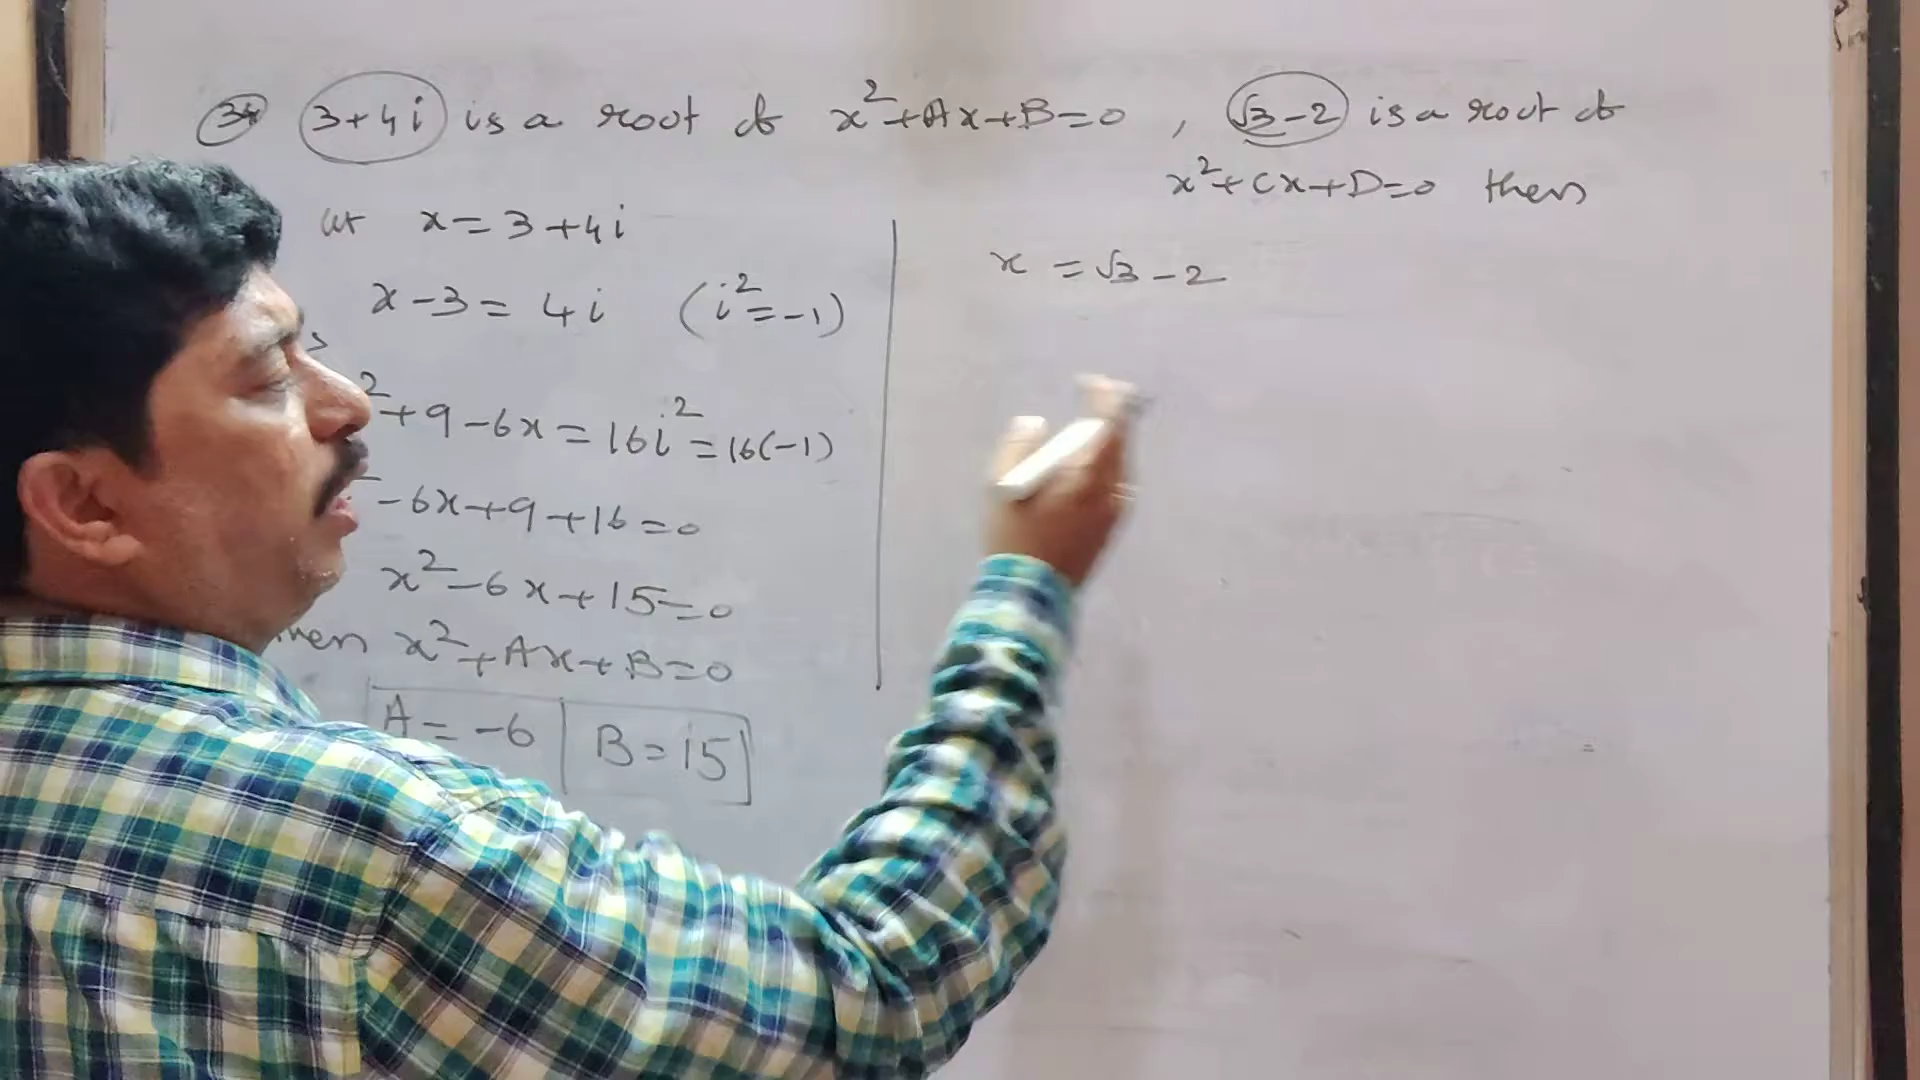 34 3+4i is a root of x²+Ax+B=0 , √3-2 is a root of
x²+Cx+D=0 then
let x=3+4i
x-3=4i (i²=-1)
²+9-6x=16i²=16(-1)
-6x+9+16=0
x²-6x+15=0
then x²+Ax+B=0
A=-6 B=15
x=√3-2